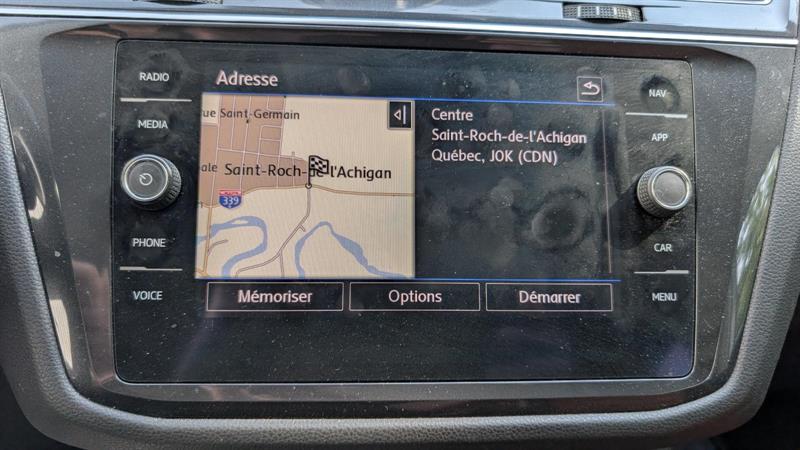 RADIO
MEDIA
PHONE
VOICE
Adresse
ue Saint-Germain
ale
Saint-Roch-de-l'Achigan
339
Centre
Saint-Roch-de-l'Achigan
Québec, J0K (CDN)
Mémoriser
Options
Démarrer
NAV
APP
CAR
MENU